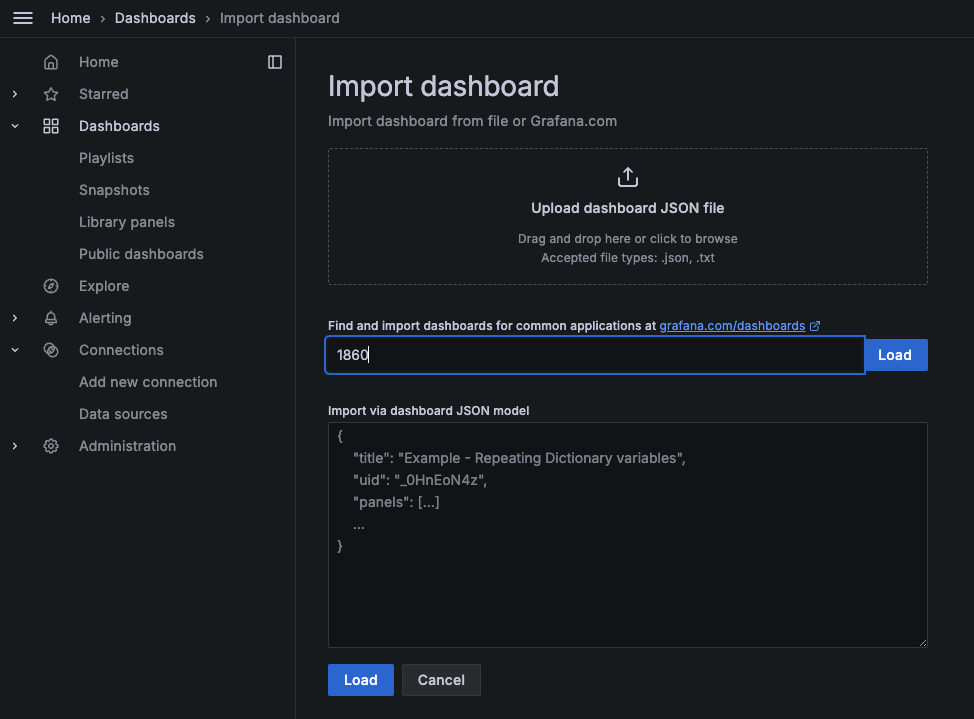 Home › Dashboards › Import dashboard
Home
Starred
Dashboards
Playlists
Snapshots
Library panels
Public dashboards
Explore
Alerting
Connections
Add new connection
Data sources
Administration
Import dashboard
Import dashboard from file or Grafana.com
Upload dashboard JSON file
Drag and drop here or click to browse
Accepted file types: .json, .txt
Find and import dashboards for common applications at grafana.com/dashboards
1860 Load
Import via dashboard JSON model
{
"title": "Example - Repeating Dictionary variables",
"uid": "_0HnEoN4z",
"panels": [...]
...
}
Load Cancel